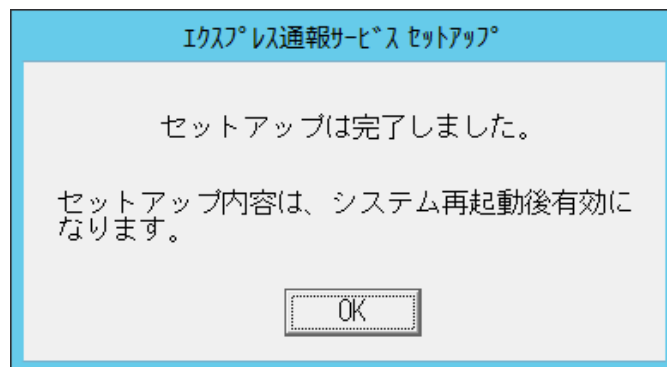 ｴｸｽﾌﾟﾚｽ通報ｻｰﾋﾞｽ ｾｯﾄｱｯﾌﾟ
セットアップは完了しました。
セットアップ内容は、システム再起動後有効に
なります。
OK